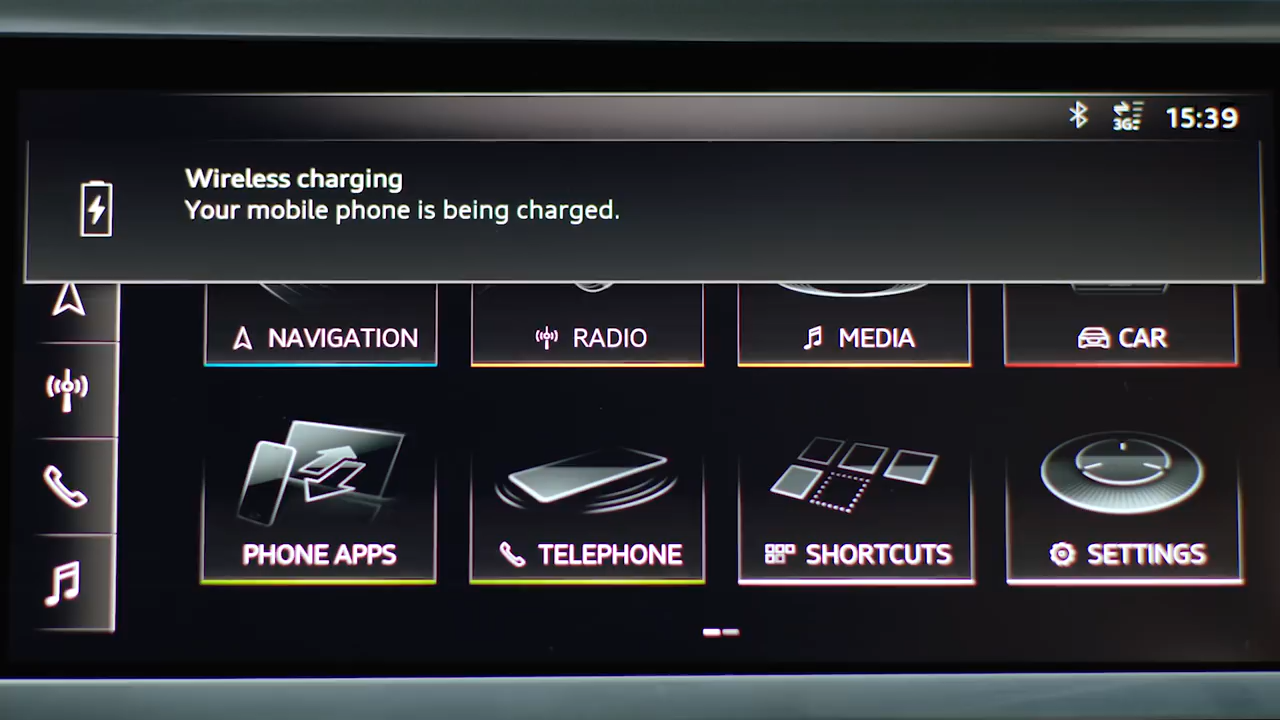 3G 15:39
Wireless charging
Your mobile phone is being charged.
NAVIGATION RADIO MEDIA CAR
PHONE APPS TELEPHONE SHORTCUTS SETTINGS